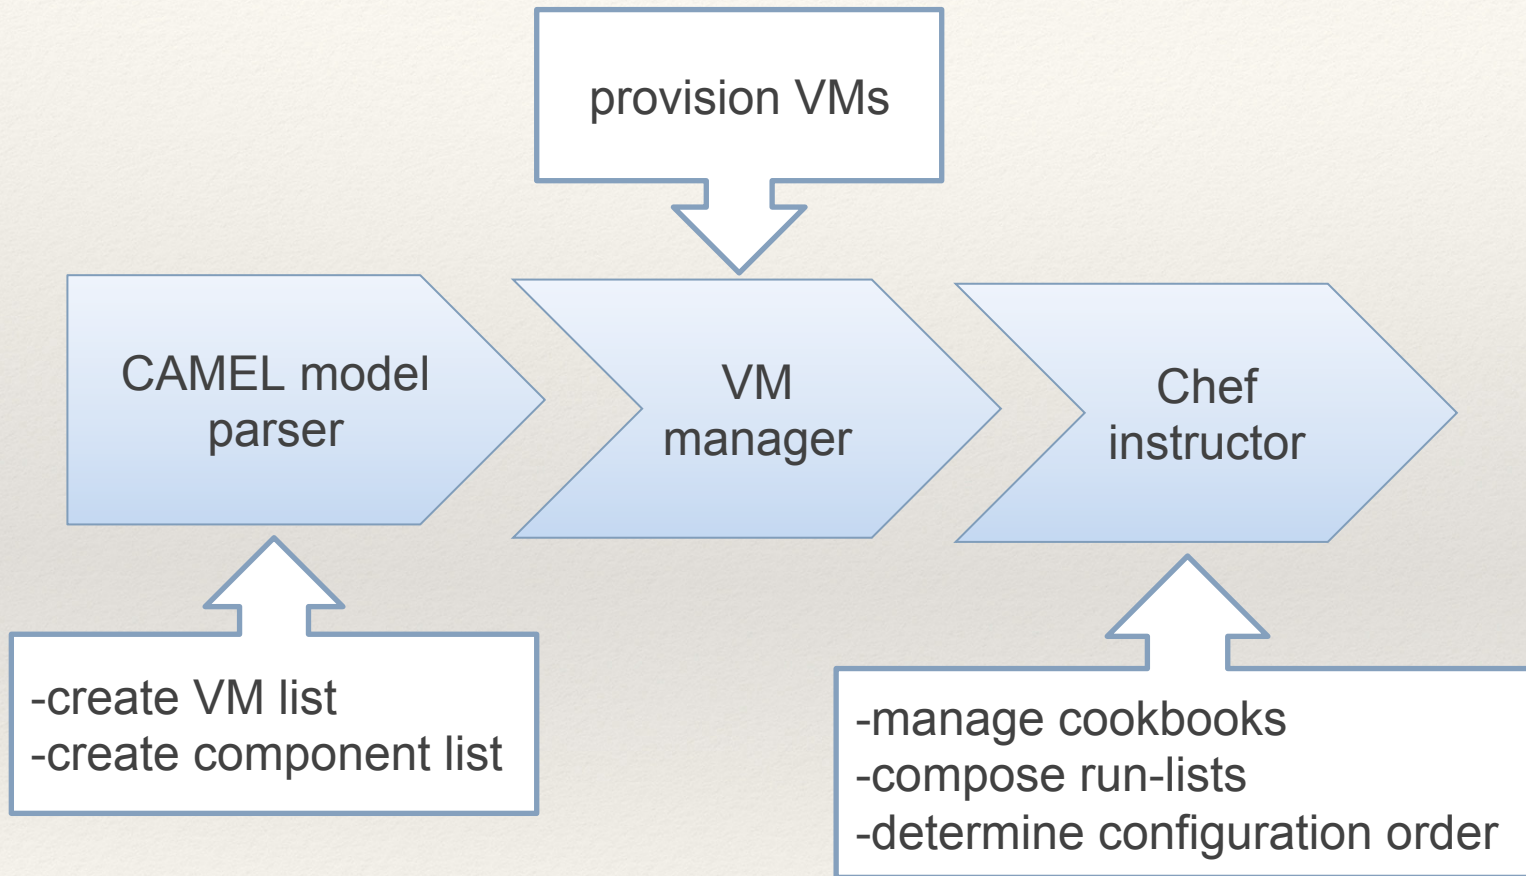 provision VMs
CAMEL model
parser
VM
manager
Chef
instructor
-create VM list
-create component list
-manage cookbooks
-compose run-lists
-determine configuration order